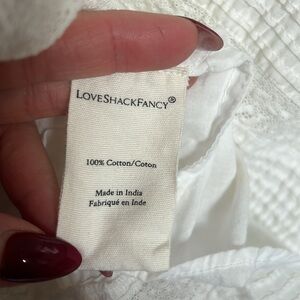 LoveShackFancy®
100% Cotton/Coton
Made in India
Fabriqué en Inde